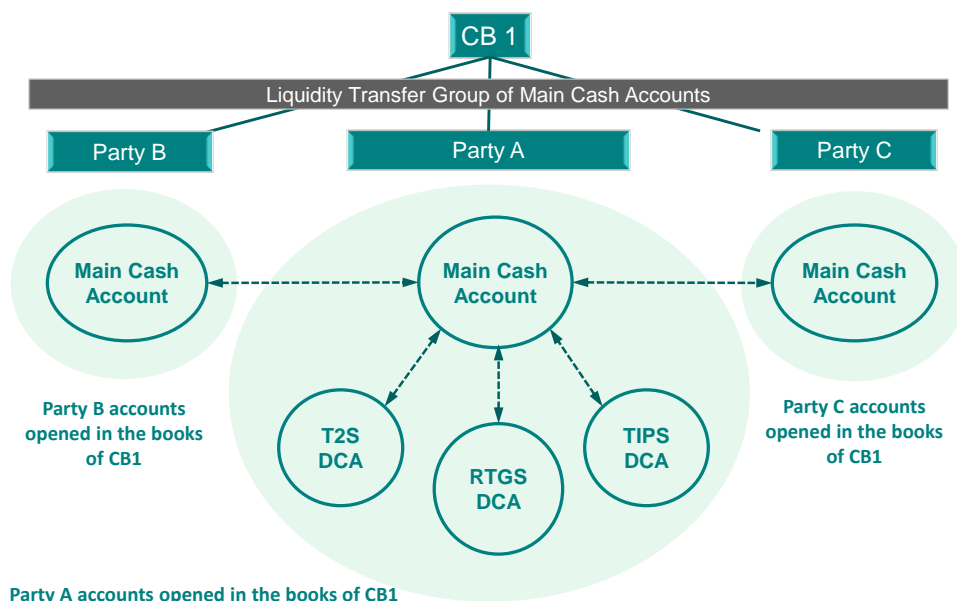 CB 1
Liquidity Transfer Group of Main Cash Accounts
Party B
Party A
Party C
Main Cash
Account
Main Cash
Account
Main Cash
Account
Party B accounts
opened in the books
of CB1
T2S
DCA
RTGS
DCA
TIPS
DCA
Party C accounts
opened in the books
of CB1
Party A accounts opened in the books of CB1